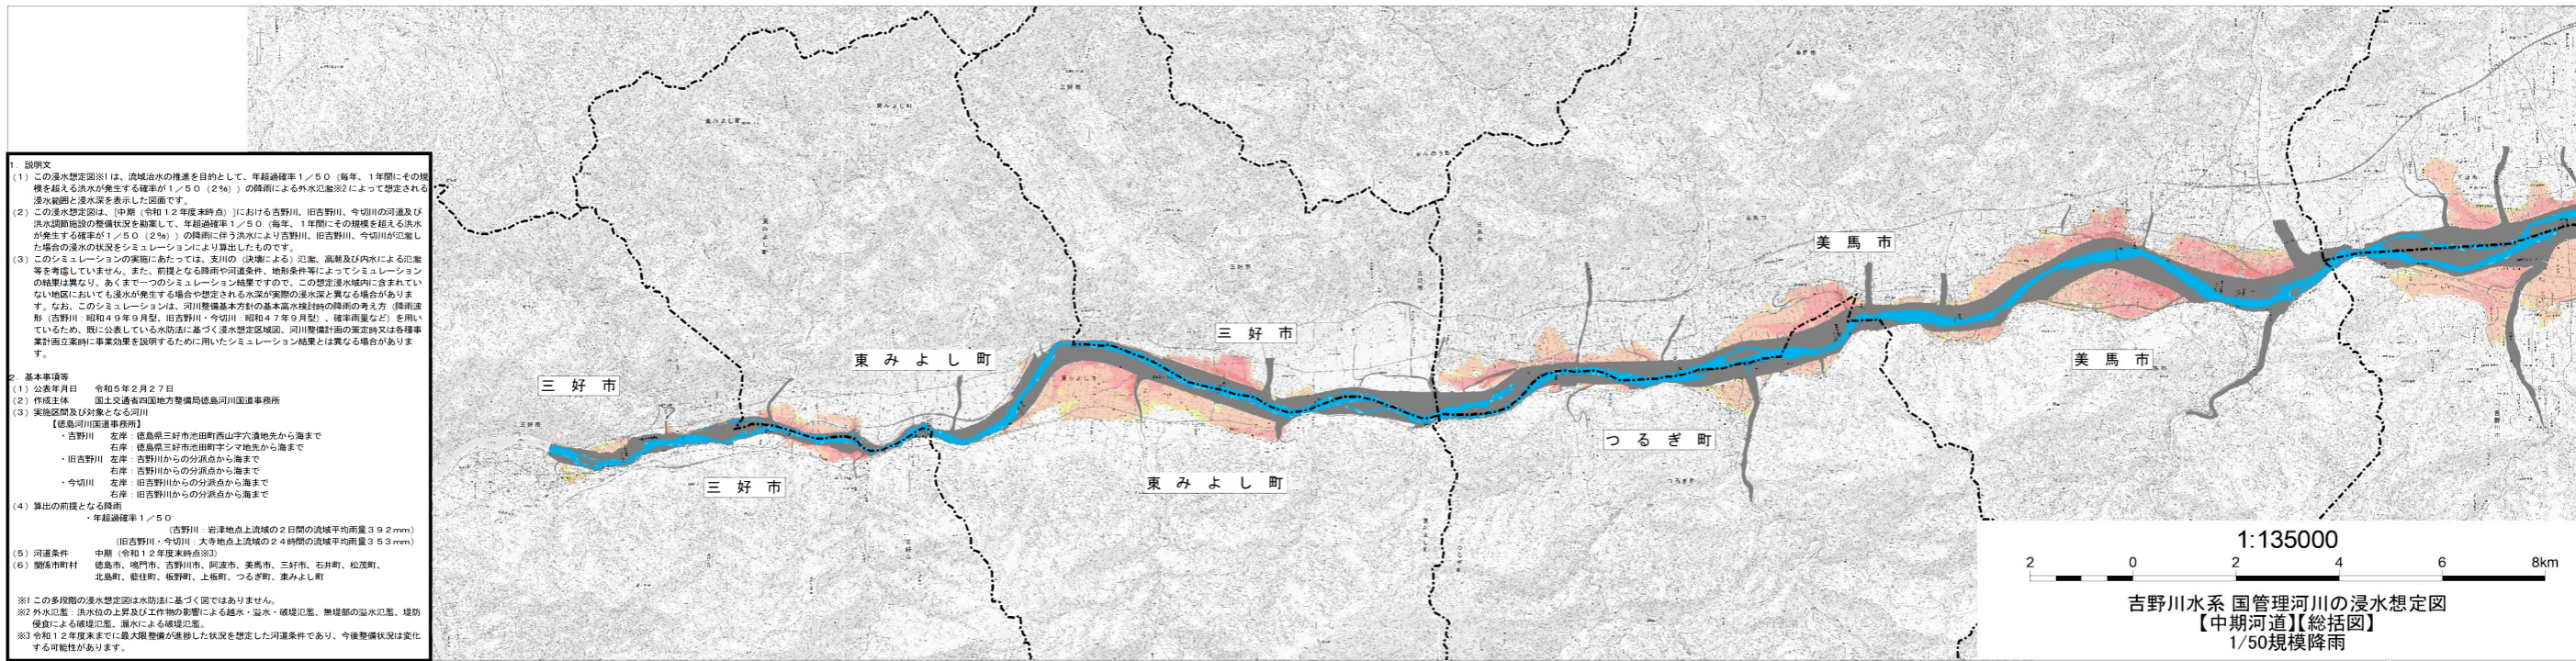 1. 説明文
(1) この浸水想定図※1は、流域治水の推進を目的として、年超過確率1／50（毎年、1年間にその規
模を超える洪水が発生する確率が1／50（2%））の降雨による外水氾濫※2によって想定される
浸水範囲と浸水深を表示した図面です。
(2) この浸水想定図は、[中期（令和12年度末時点）]における吉野川、旧吉野川、今切川の河道及び
洪水調節施設の整備状況を勘案して、年超過確率1／50（毎年、1年間にその規模を超える洪水
が発生する確率が1／50（2%））の降雨に伴う洪水により吉野川、旧吉野川、今切川が氾濫し
た場合の浸水の状況をシミュレーションにより算出したものです。
(3) このシミュレーションの実施にあたっては、支川の（決壊による）氾濫、高潮及び内水による氾濫
等を考慮していません。また、前提となる降雨や河道条件、地形条件等によってシミュレーション
の結果は異なり、あくまで一つのシミュレーション結果ですので、この想定浸水域内に含まれてい
ない地区においても浸水が発生する場合や想定される水深が実際の浸水深と異なる場合がありま
す。なお、このシミュレーションは、河川整備基本方針の基本高水検討時の降雨の考え方（降雨波
形（吉野川：昭和49年9月型、旧吉野川・今切川：昭和47年9月型）、確率雨量など）を用い
ているため、既に公表している水防法に基づく浸水想定区域図、河川整備計画の策定時又は各種事
業計画立案時に事業効果を説明するために用いたシミュレーション結果とは異なる場合がありま
す。
2. 基本事項等
(1) 公表年月日 令和5年2月27日
(2) 作成主体 国土交通省四国地方整備局徳島河川国道事務所
(3) 実施区間及び対象となる河川
【徳島河川国道事務所】
・吉野川 左岸：徳島県三好市池田町西山字穴漬地先から海まで
右岸：徳島県三好市池田町字シマ地先から海まで
・旧吉野川 左岸：吉野川からの分派点から海まで
右岸：吉野川からの分派点から海まで
・今切川 左岸：旧吉野川からの分派点から海まで
右岸：旧吉野川からの分派点から海まで
(4) 算出の前提となる降雨
・年超過確率1／50
（吉野川：岩津地点上流域の2日間の流域平均雨量392mm）
（旧吉野川・今切川：大寺地点上流域の24時間の流域平均雨量353mm）
(5) 河道条件 中期（令和12年度末時点※3）
(6) 関係市町村 徳島市、鳴門市、吉野川市、阿波市、美馬市、三好市、石井町、松茂町、
北島町、藍住町、板野町、上板町、つるぎ町、東みよし町
※1 この多段階の浸水想定図は水防法に基づく図ではありません。
※2 外水氾濫：洪水位の上昇及び工作物の影響による越水・溢水・破堤氾濫、無堤部の溢水氾濫、堤防
侵食による破堤氾濫、漏水による破堤氾濫。
※3 令和12年度末までに最大限整備が進捗した状況を想定した河道条件であり、今後整備状況は変化
する可能性があります。
三好市
東みよし町
三好市
美馬市
三好市
東みよし町
つるぎ町
美馬市
1:135000
2 0 2 4 6 8km
吉野川水系 国管理河川の浸水想定図
【中期河道】【総括図】
1/50規模降雨